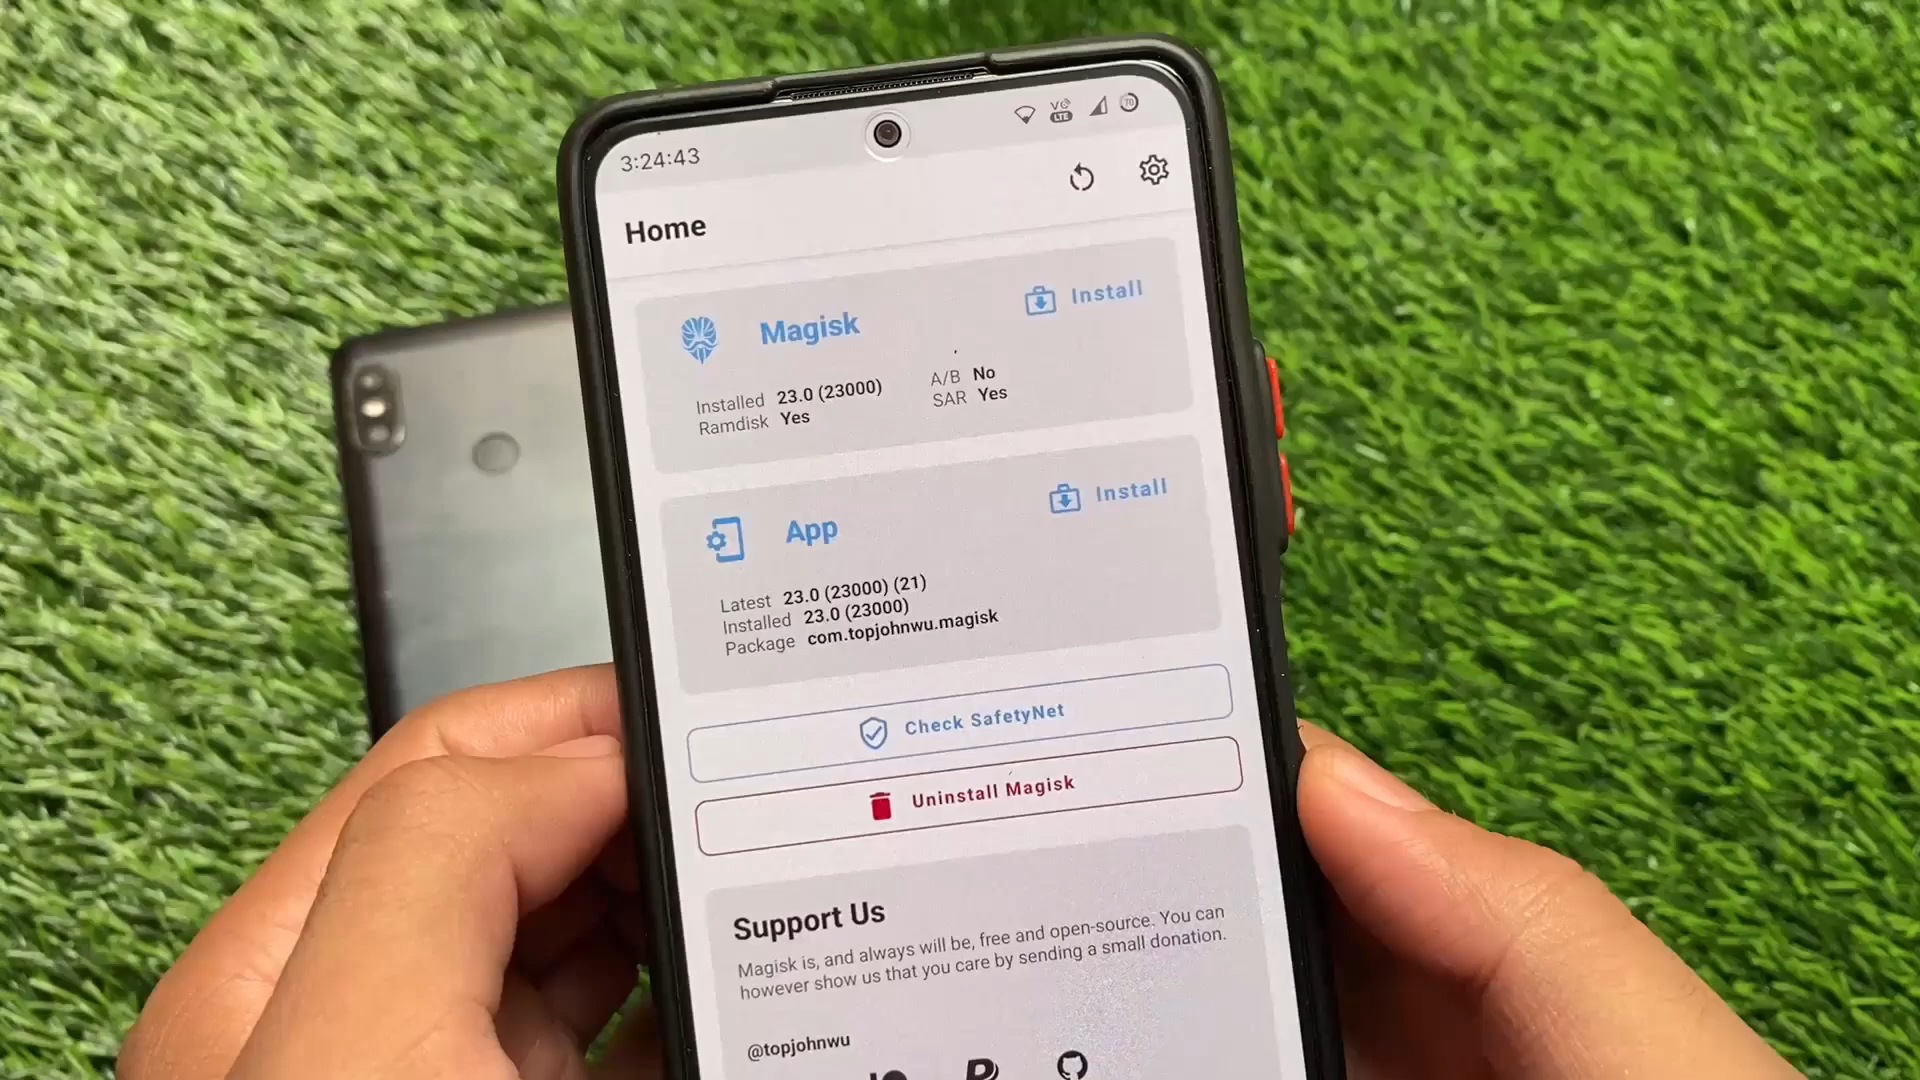 3:24:43
Vo
LTE
70
Home
Magisk
Install
Installed 23.0 (23000)
A/B No
Ramdisk Yes
SAR Yes
App
Install
Latest 23.0 (23000) (21)
Installed 23.0 (23000)
Package com.topjohnwu.magisk
Check SafetyNet
Uninstall Magisk
Support Us
Magisk is, and always will be, free and open-source. You can
however show us that you care by sending a small donation.
@topjohnwu